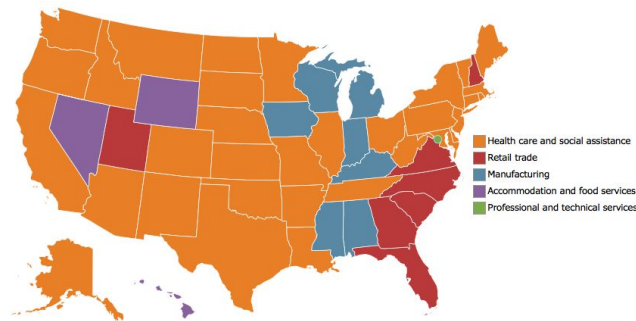 Health care and social assistance
Retail trade
Manufacturing
Accommodation and food services
Professional and technical services